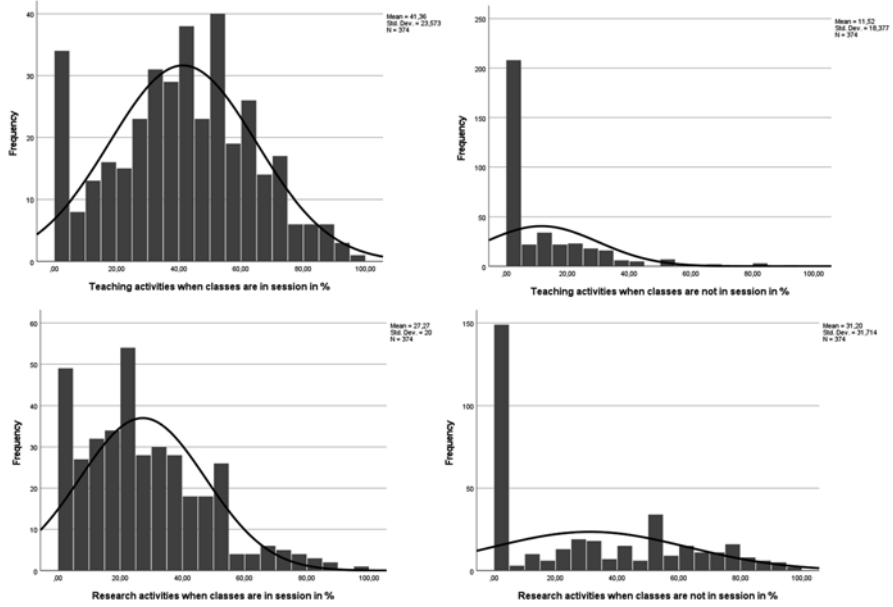 Mean = 41,36
Std. Dev. = 23,573
N = 374
40
30
20
10
0
Frequency
,00 20,00 40,00 60,00 80,00 100,00
Teaching activities when classes are in session in %
Mean = 11,52
Std. Dev. = 18,377
N = 374
250
200
150
100
50
0
Frequency
,00 20,00 40,00 60,00 80,00 100,00
Teaching activities when classes are not in session in %
Mean = 27,27
Std. Dev. = 20
N = 374
60
50
40
30
20
10
0
Frequency
,00 20,00 40,00 60,00 80,00 100,00
Research activities when classes are in session in %
Mean = 31,20
Std. Dev. = 31,714
N = 374
150
100
50
0
Frequency
,00 20,00 40,00 60,00 80,00 100,00
Research activities when classes are not in session in %